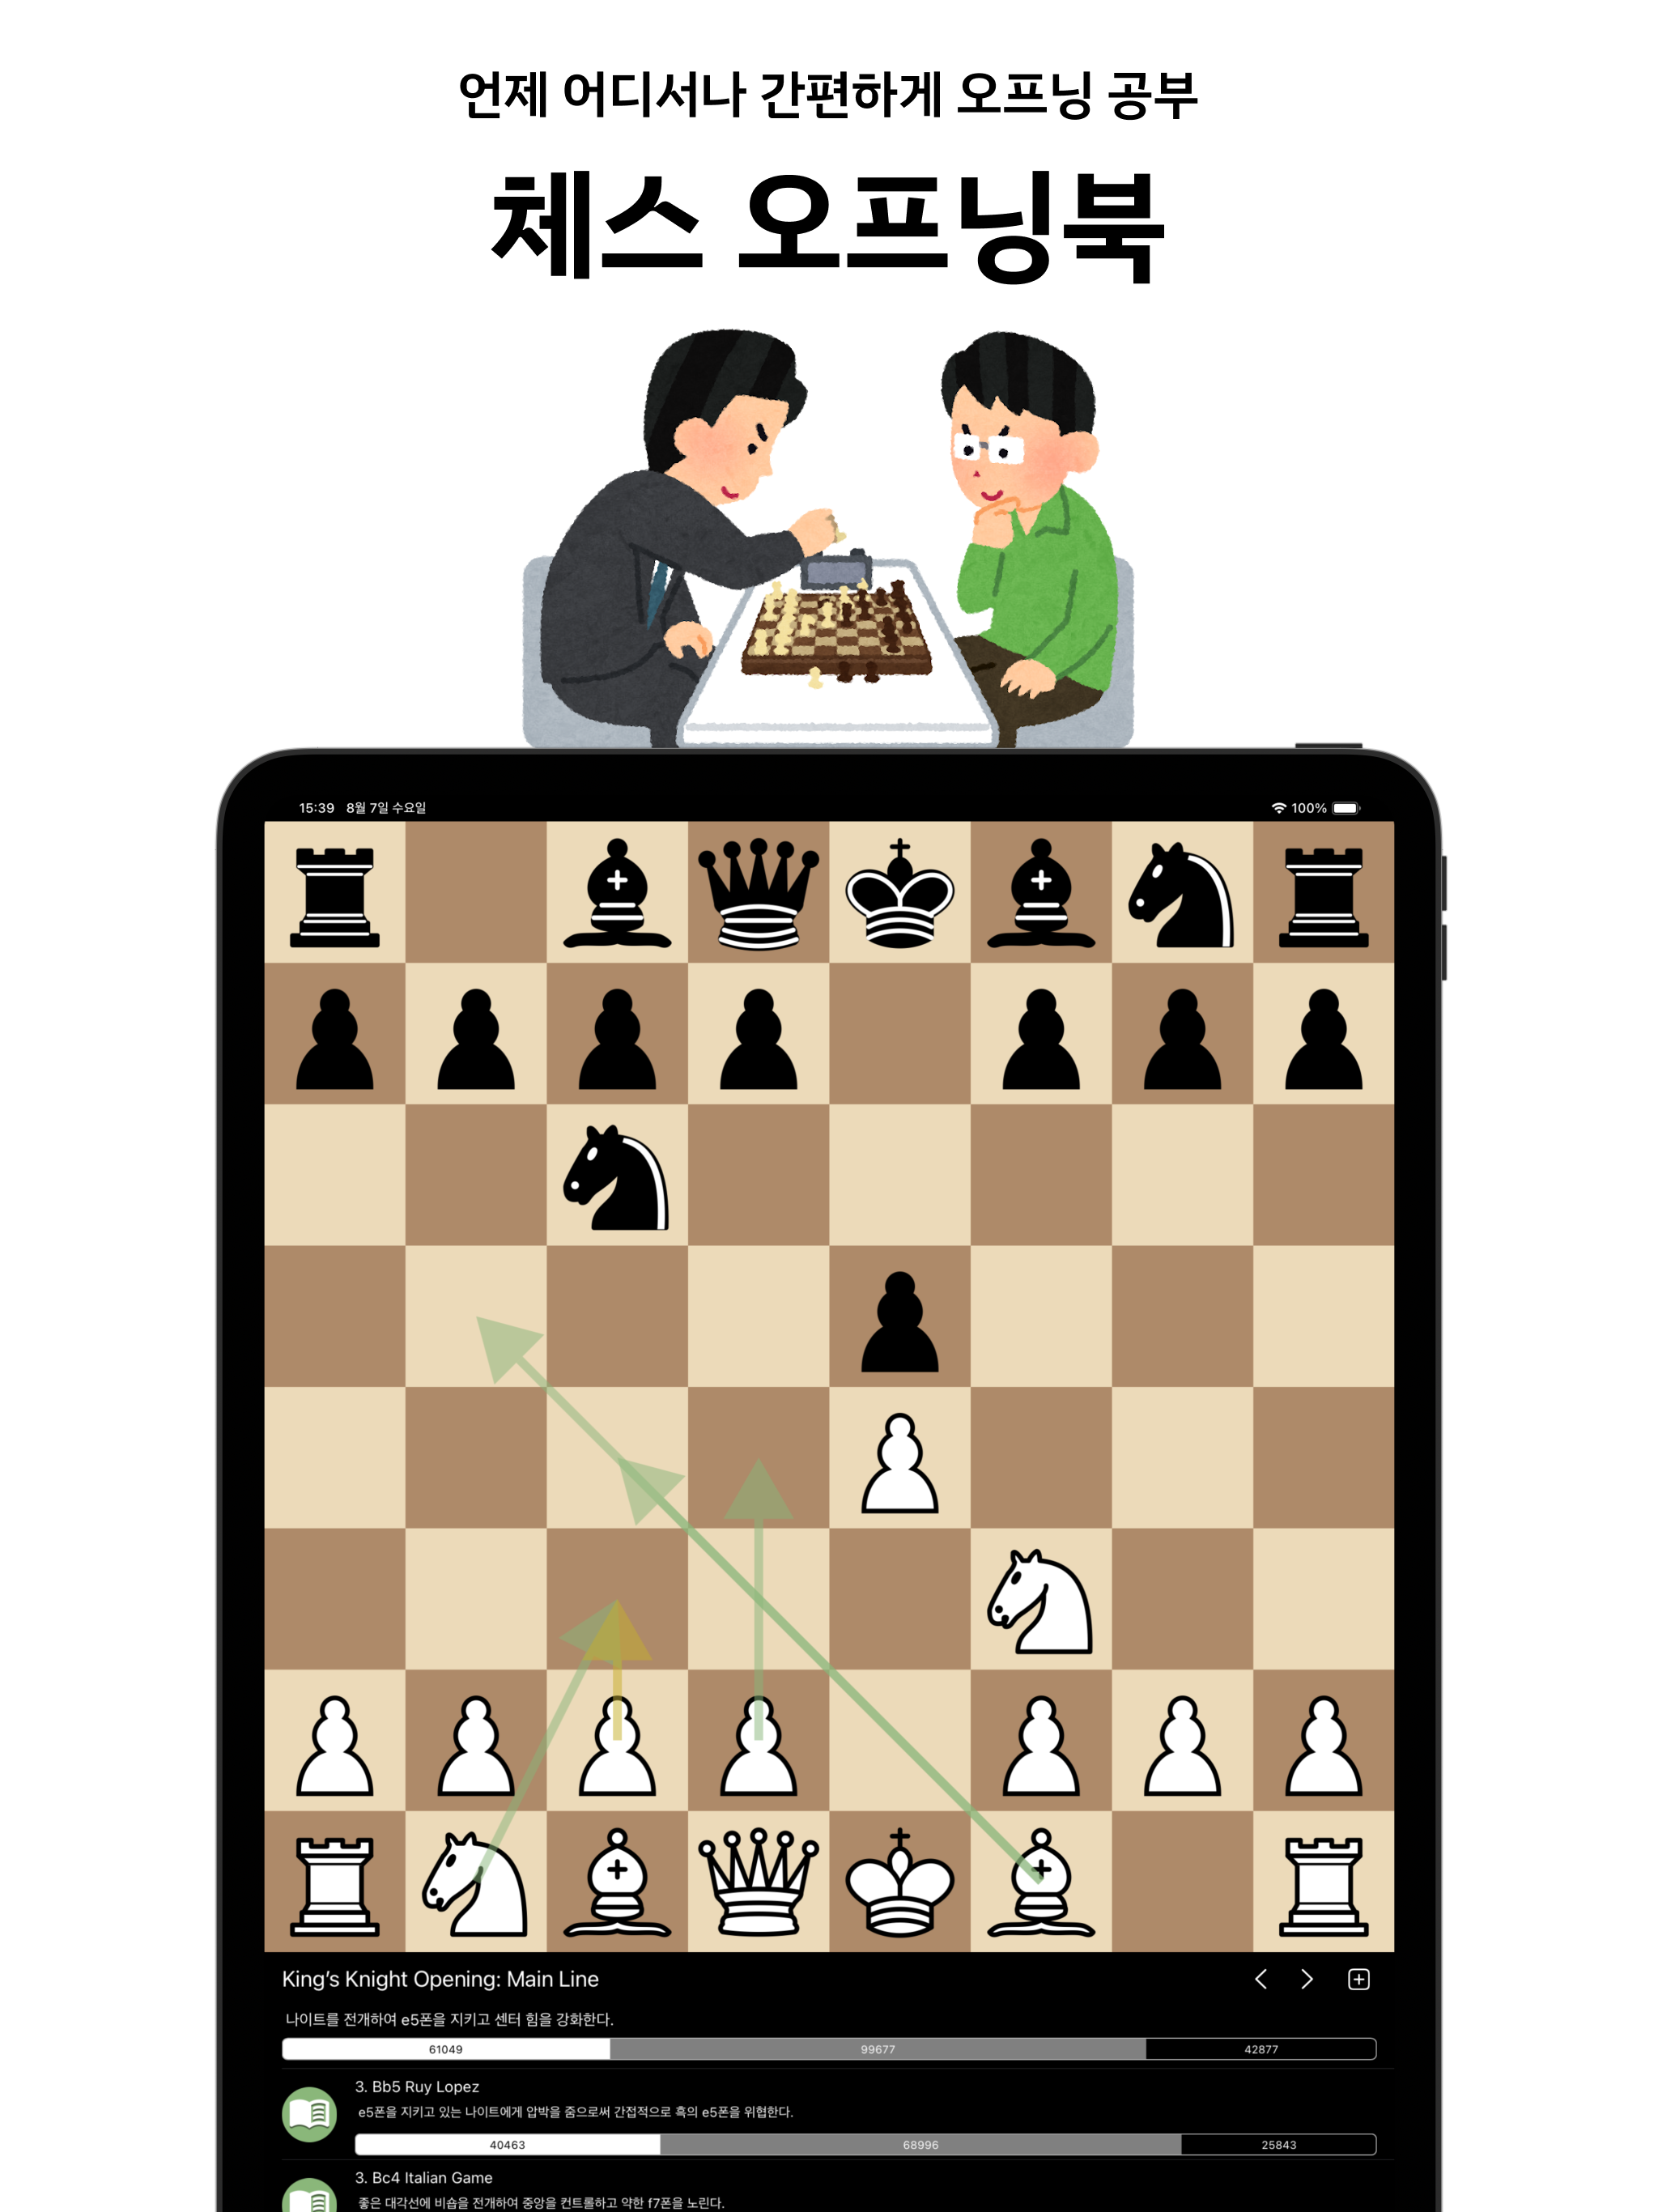 언제 어디서나 간편하게 오프닝 공부
체스 오프닝북
15:39 8월 7일 수요일
100%
King’s Knight Opening: Main Line
나이트를 전개하여 e5폰을 지키고 센터 힘을 강화한다.
61049 99677 42877
3. Bb5 Ruy Lopez
e5폰을 지키고 있는 나이트에게 압박을 줌으로써 간접적으로 흑의 e5폰을 위협한다.
40463 68996 25843
3. Bc4 Italian Game
좋은 대각선에 비숍을 전개하여 중앙을 컨트롤하고 약한 f7폰을 노린다.